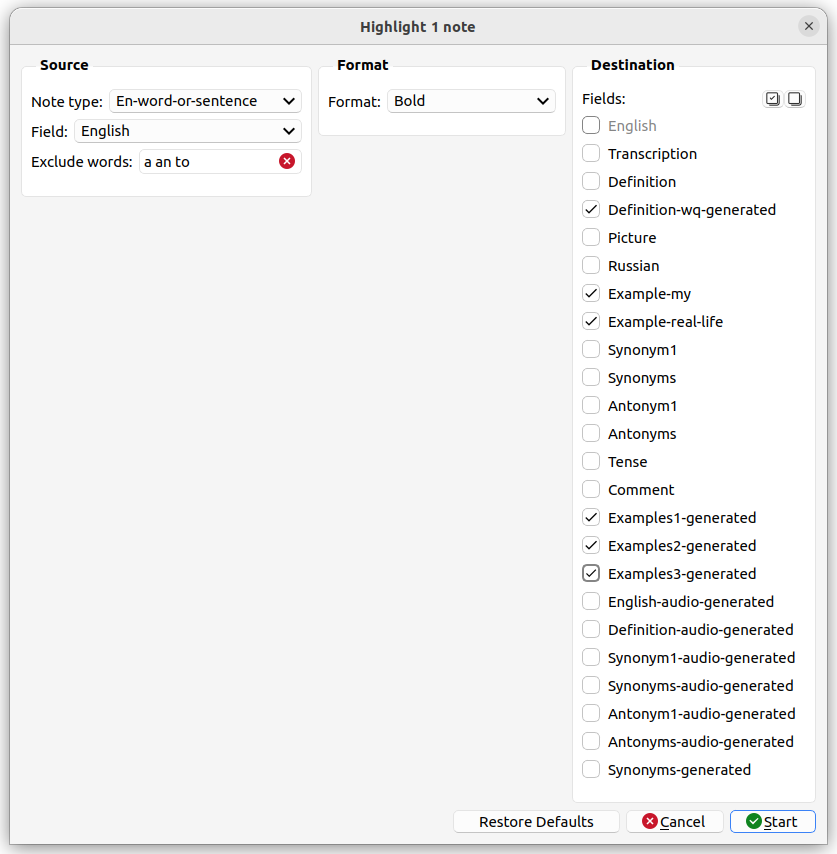 Highlight 1 note
Source
Note type: En-word-or-sentence
Field: English
Exclude words: a an to
Format
Format: Bold
Destination
Fields:
English
Transcription
Definition
Definition-wq-generated
Picture
Russian
Example-my
Example-real-life
Synonym1
Synonyms
Antonym1
Antonyms
Tense
Comment
Examples1-generated
Examples2-generated
Examples3-generated
English-audio-generated
Definition-audio-generated
Synonym1-audio-generated
Synonyms-audio-generated
Antonym1-audio-generated
Antonyms-audio-generated
Synonyms-generated
Restore Defaults Cancel Start